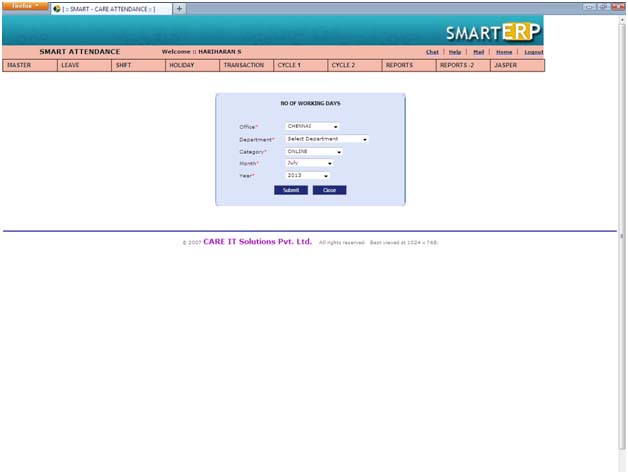 Firefox
[ :: SMART - CARE ATTENDANCE :: ]
SMARTERP
SMART ATTENDANCE Welcome :: HARIHARAN S Chat | Help | Mail | Home | Logout
MASTER LEAVE SHIFT HOLIDAY TRANSACTION CYCLE 1 CYCLE 2 REPORTS REPORTS -2 JASPER
NO OF WORKING DAYS
Office* CHENNAI
Department* Select Department
Category* ONLINE
Month* July
Year* 2013
Submit Close
© 2007 CARE IT Solutions Pvt. Ltd. All rights reserved. Best viewed at 1024 x 768.